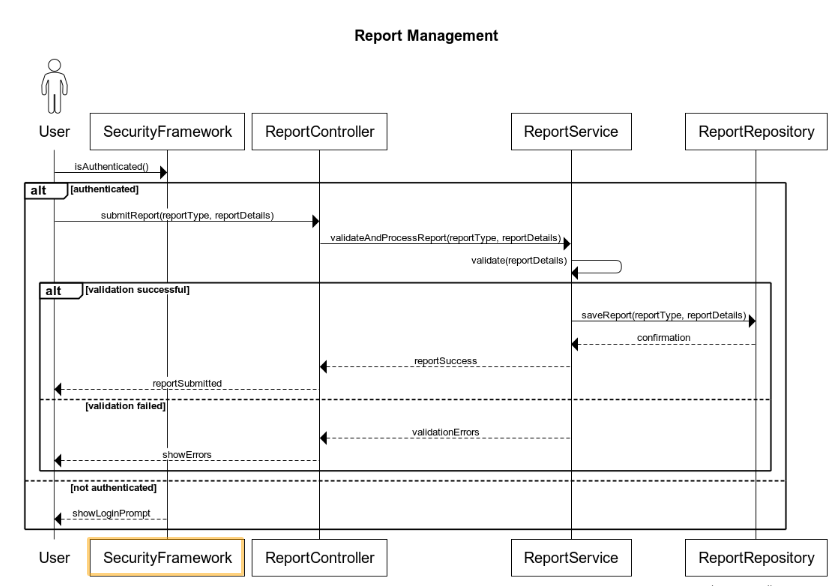 Report Management
User
SecurityFramework
ReportController
ReportService
ReportRepository
isAuthenticated()
alt
[authenticated]
submitReport(reportType, reportDetails)
validateAndProcessReport(reportType, reportDetails)
validate(reportDetails)
alt
[validation successful]
saveReport(reportType, reportDetails)
confirmation
reportSuccess
reportSubmitted
[validation failed]
validationErrors
showErrors
[not authenticated]
showLoginPrompt
User
SecurityFramework
ReportController
ReportService
ReportRepository